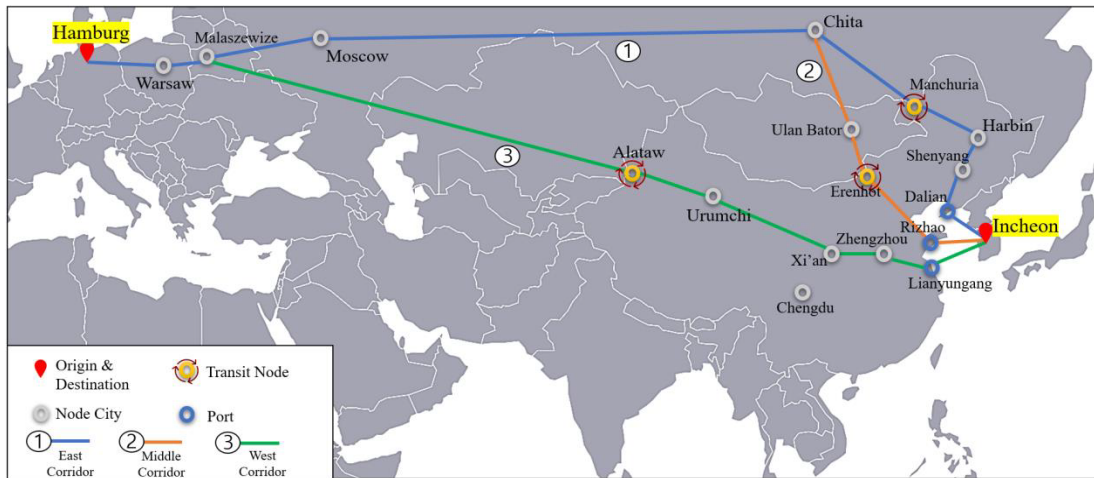 Hamburg
Malaszewize
Warsaw
Moscow
Chita
1
2
Manchuria
Harbin
Ulan Bator
Shenyang
3
Alataw
Erenhot
Dalian
Urumchi
Rizhao
Incheon
Zhengzhou
Xi'an
Lianyungang
Chengdu
Origin &
Destination
Transit Node
Node City
Port
1
East
Corridor
2
Middle
Corridor
3
West
Corridor